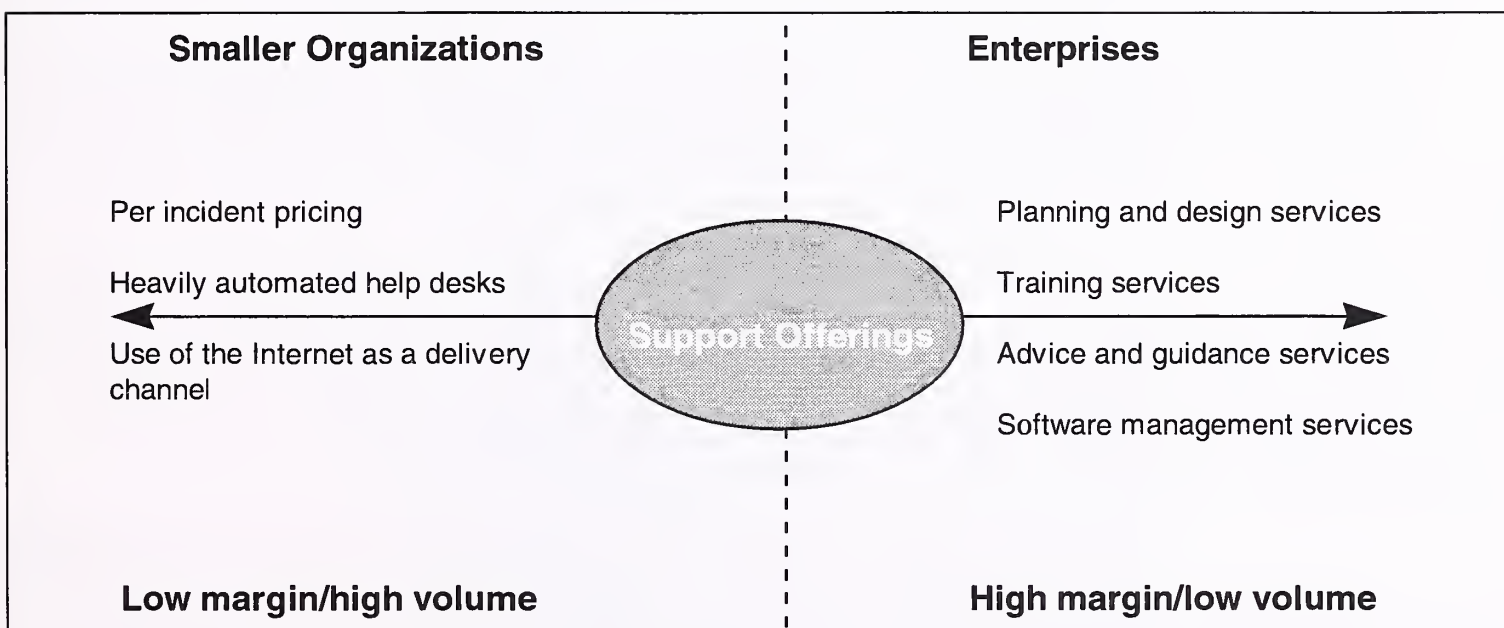 Smaller Organizations
Enterprises
Per incident pricing
Heavily automated help desks
Use of the Internet as a delivery
channel
Support Offerings
Planning and design services
Training services
Advice and guidance services
Software management services
Low margin/high volume
High margin/low volume